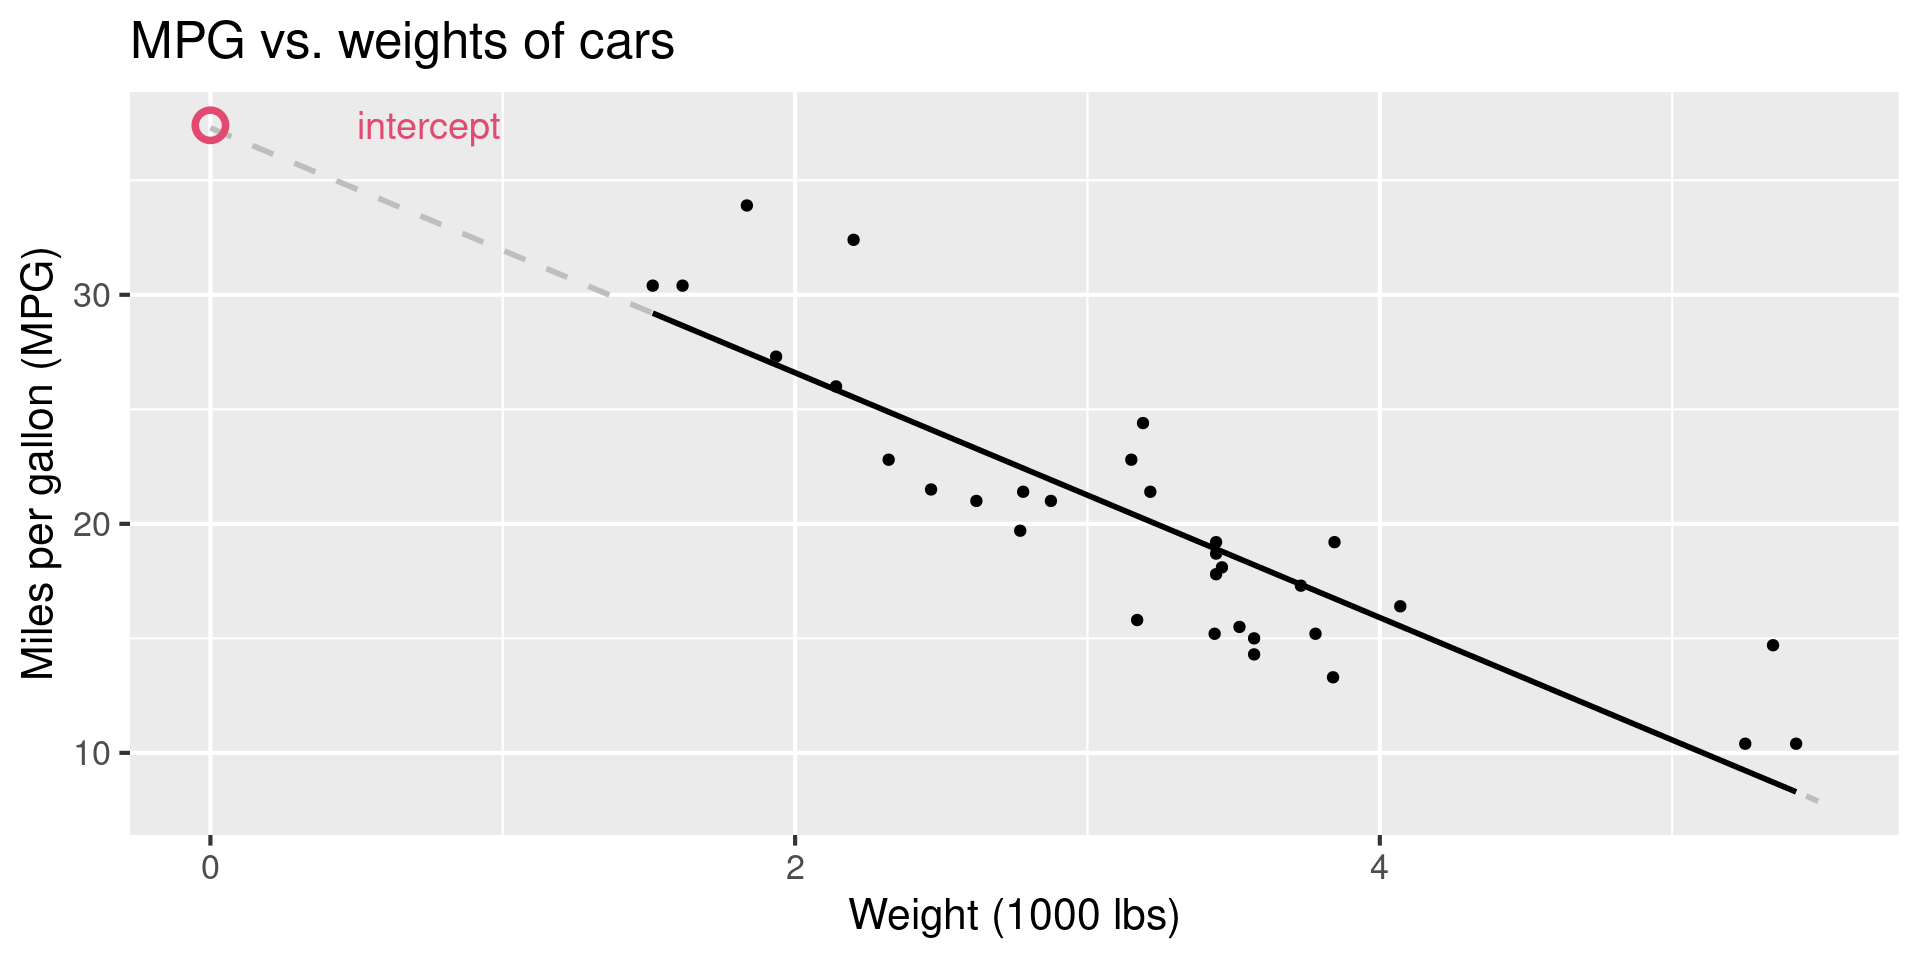 MPG vs. weights of cars
intercept
Miles per gallon (MPG)
30
20
10
0
2
4
Weight (1000 lbs)